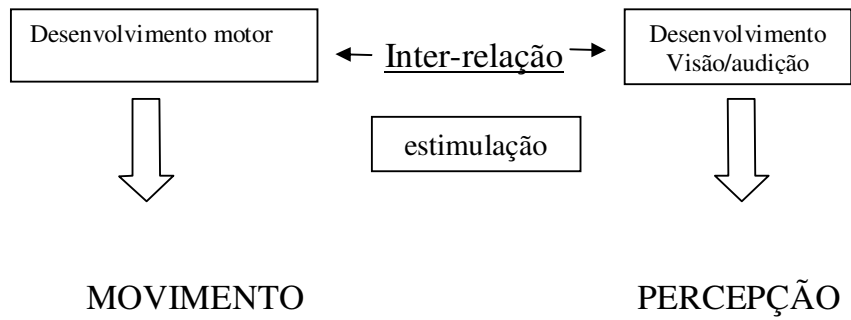 Desenvolvimento motor
Inter-relação
Desenvolvimento
Visão/audição
estimulação
MOVIMENTO
PERCEPÇÃO